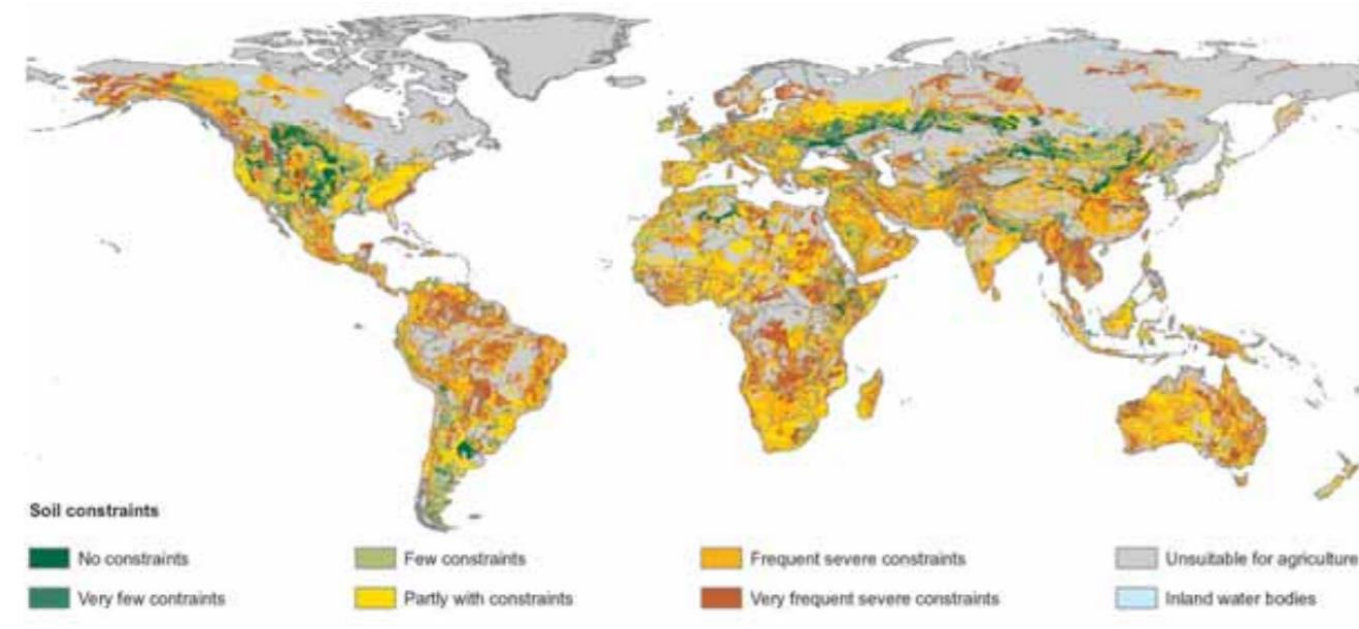 Soil constraints
No constraints
Few constraints
Frequent severe constraints
Unsuitable for agriculture
Very few contraints
Partly with constraints
Very frequent severe constraints
Inland water bodies